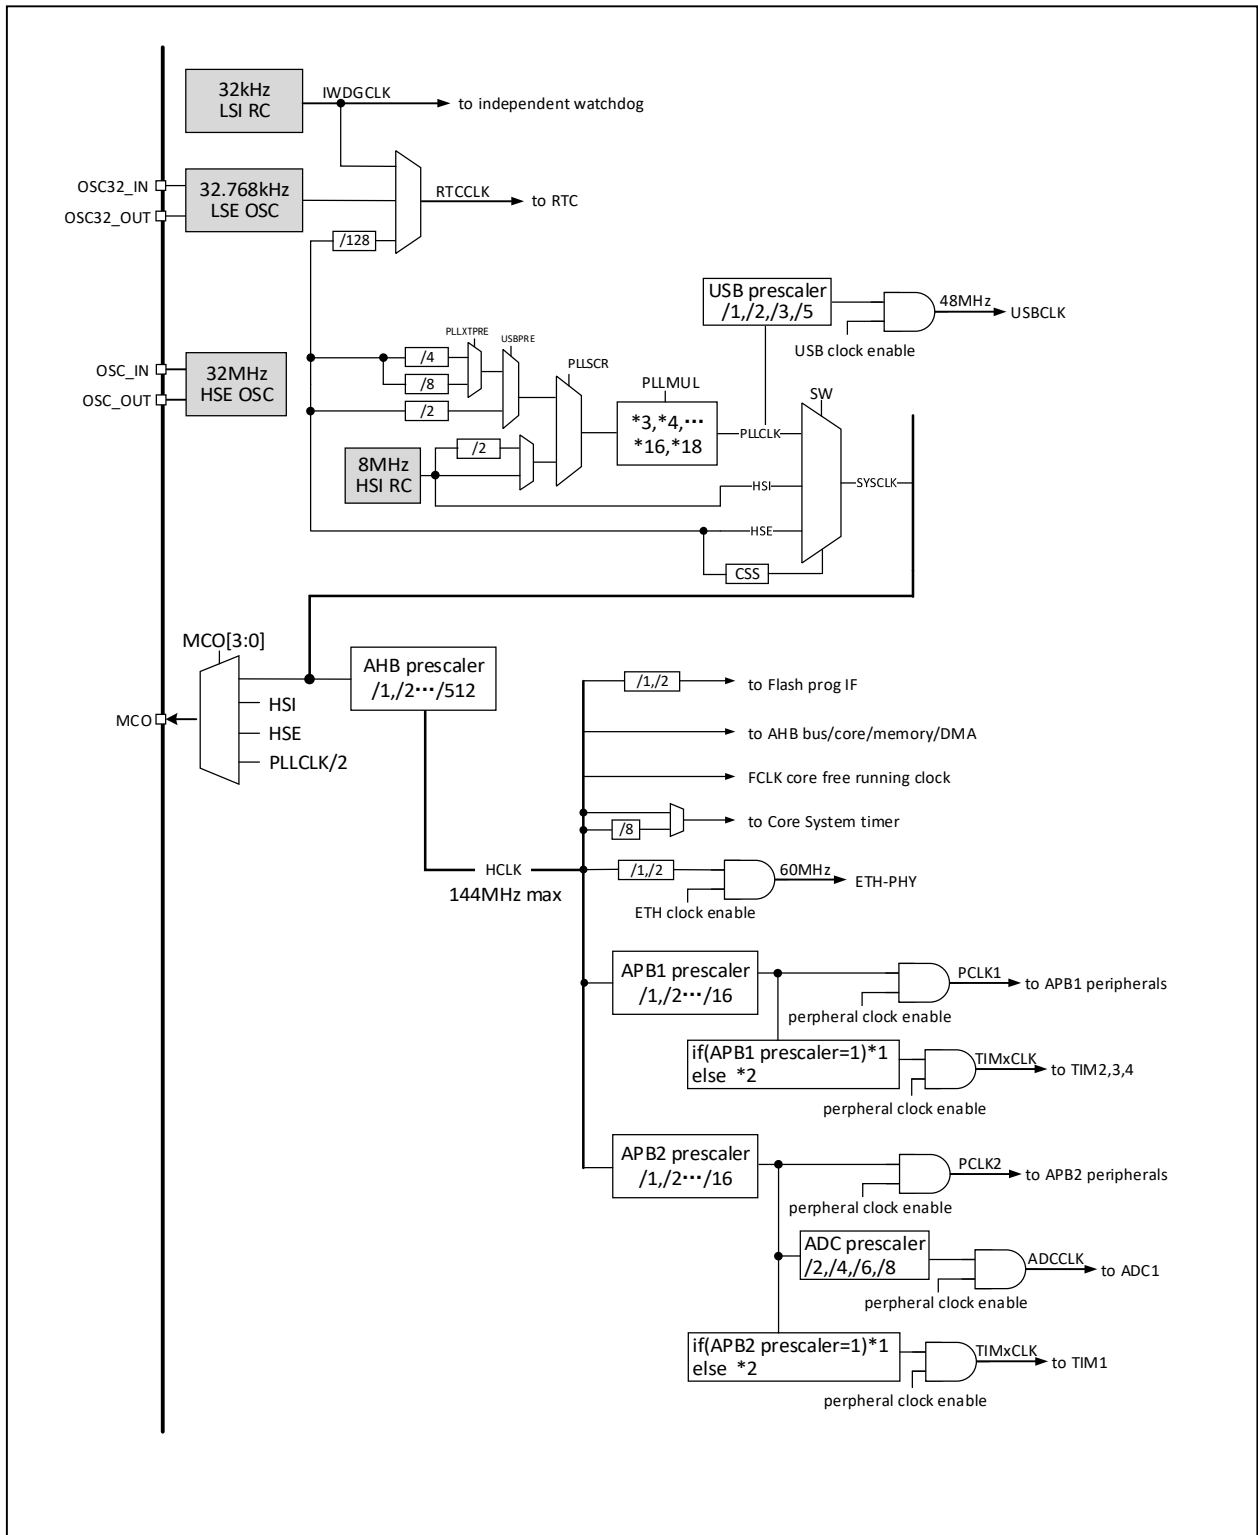 32kHz
LSI RC
IWDGCLK
to independent watchdog
OSC32_IN
OSC32_OUT
32.768kHz
LSE OSC
RTCCLK
to RTC
/128
USB prescaler
/1,/2,/3,/5
48MHz
USBCLK
USB clock enable
PLLXTPRE
USBPRE
PLLSCR
/4
/8
/2
OSC_IN
OSC_OUT
32MHz
HSE OSC
PLLMUL
*3,*4,···
*16,*18
PLLCLK
SW
/2
8MHz
HSI RC
HSI
SYSCLK
HSE
CSS
MCO[3:0]
HSI
HSE
PLLCLK/2
MCO
AHB prescaler
/1,/2···/512
/1,/2
to Flash prog IF
to AHB bus/core/memory/DMA
FCLK core free running clock
/8
to Core System timer
HCLK
144MHz max
/1,/2
60MHz
ETH-PHY
ETH clock enable
APB1 prescaler
/1,/2···/16
PCLK1
to APB1 peripherals
perpheral clock enable
if(APB1 prescaler=1)*1
else *2
TIMxCLK
to TIM2,3,4
perpheral clock enable
APB2 prescaler
/1,/2···/16
PCLK2
to APB2 peripherals
perpheral clock enable
ADC prescaler
/2,/4,/6,/8
ADCCLK
to ADC1
perpheral clock enable
if(APB2 prescaler=1)*1
else *2
TIMxCLK
to TIM1
perpheral clock enable